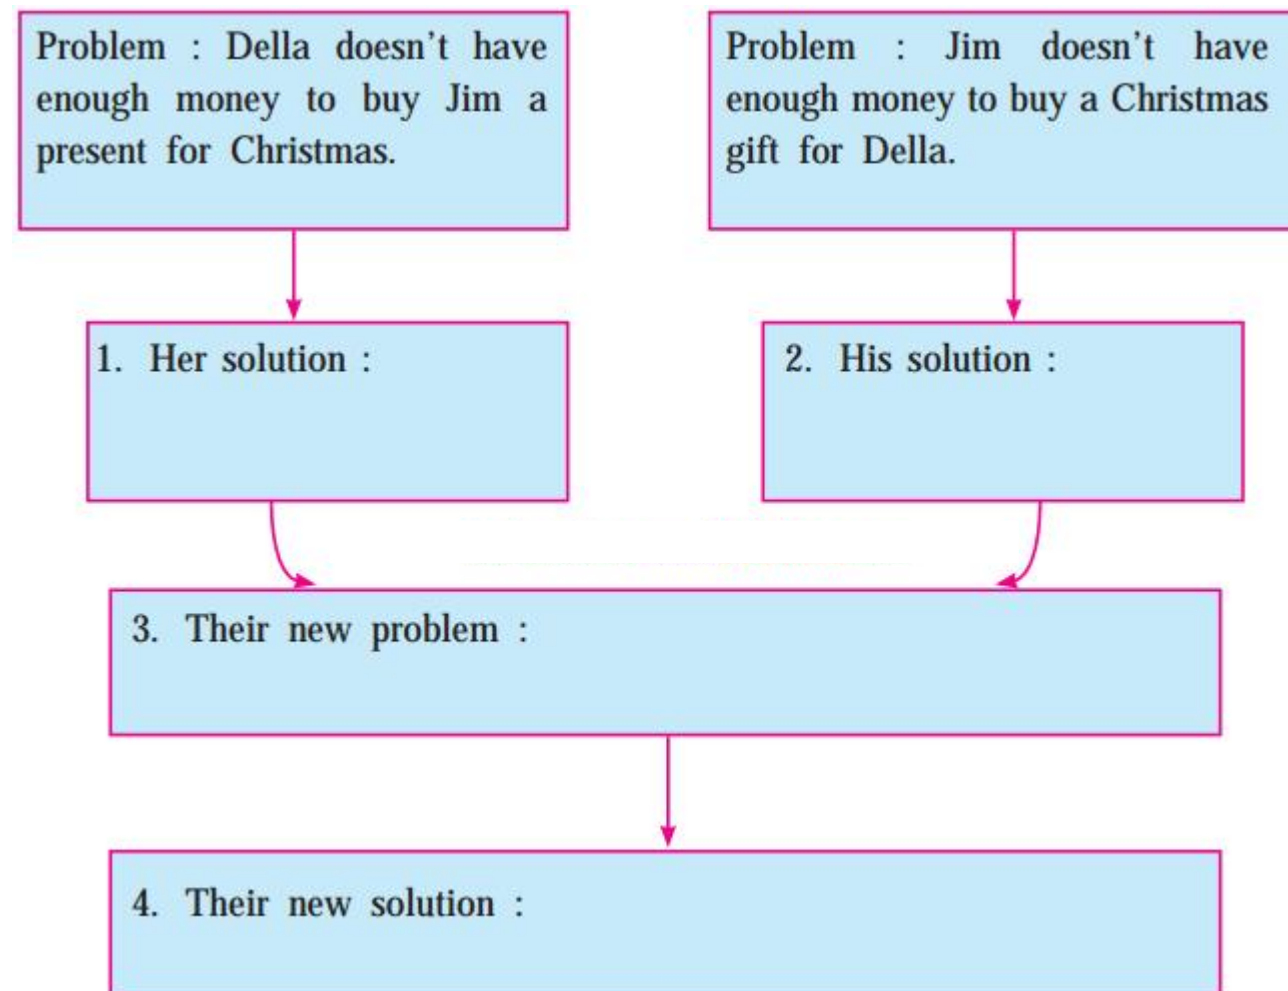 Problem : Della doesn't have
enough money to buy Jim a
present for Christmas.
Problem : Jim doesn't have
enough money to buy a Christmas
gift for Della.
1. Her solution :
2. His solution :
3. Their new problem :
4. Their new solution :